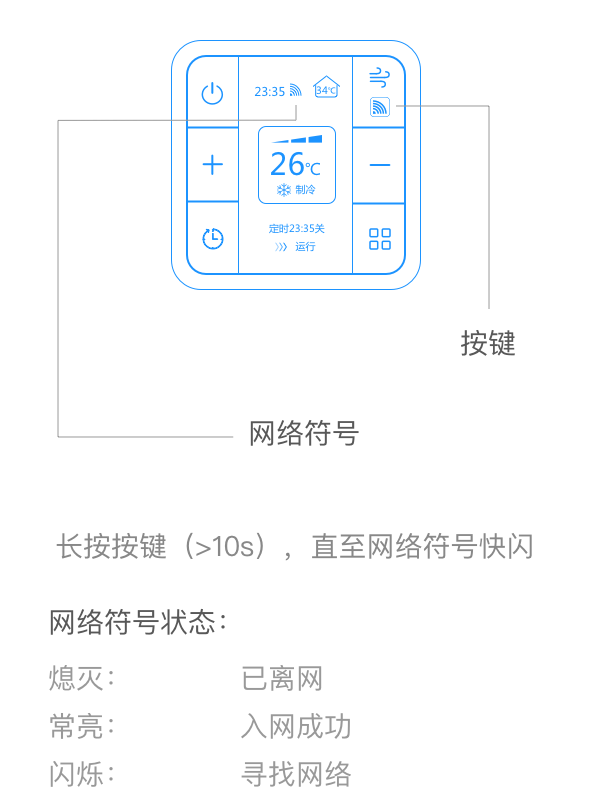 23:35
34℃
26℃
制冷
定时23:35关
运行
按键
网络符号
长按按键（>10s），直至网络符号快闪
网络符号状态：
熄灭： 已离网
常亮： 入网成功
闪烁： 寻找网络